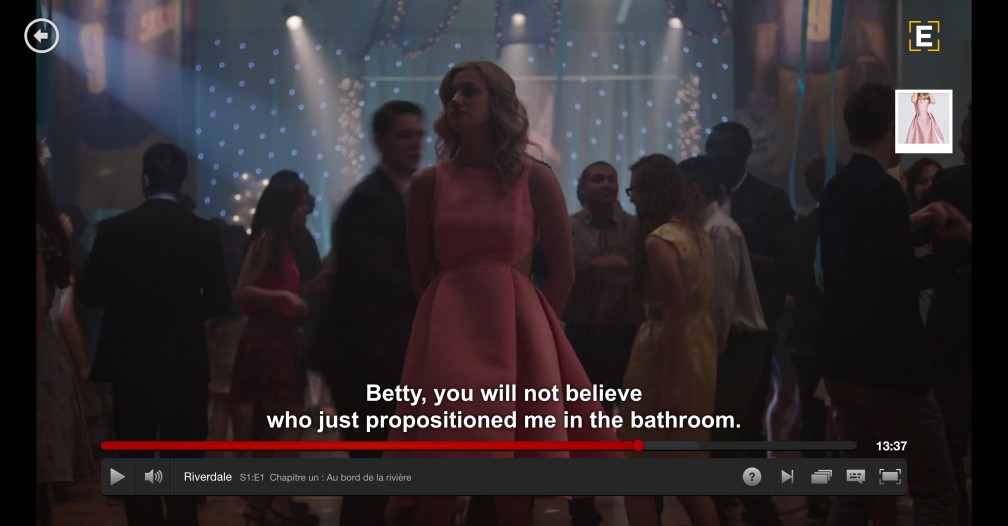 E
Betty, you will not believe
who just propositioned me in the bathroom.
13:37
Riverdale S1:E1 Chapitre un : Au bord de la rivière
?